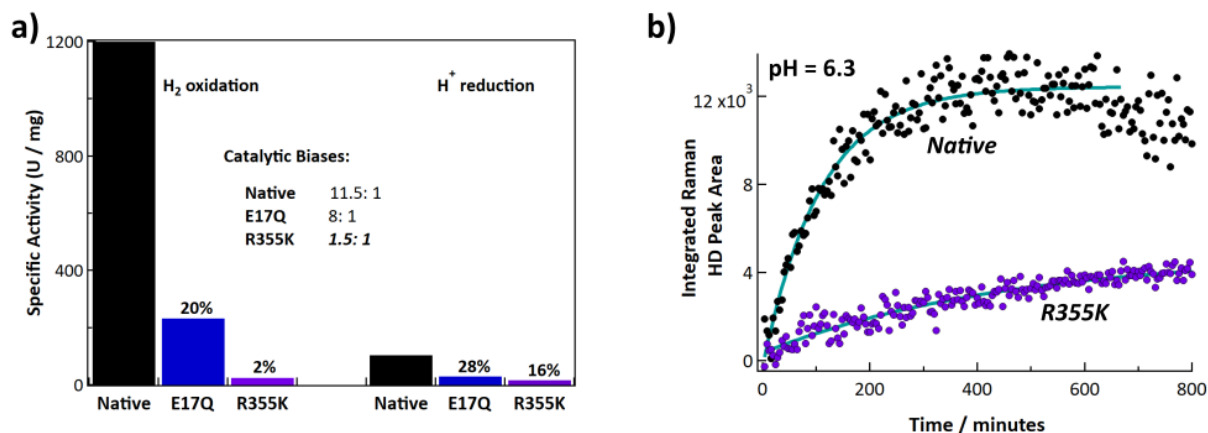 a)
Specific Activity (U / mg)
1200
800
400
0
H₂ oxidation
H⁺ reduction
Catalytic Biases:
Native 11.5: 1
E17Q 8: 1
R355K 1.5: 1
20%
2%
28%
16%
Native E17Q R355K Native E17Q R355K
b)
pH = 6.3
Integrated Raman
HD Peak Area
12 x10³
8
4
0
Native
R355K
0 200 400 600 800
Time / minutes